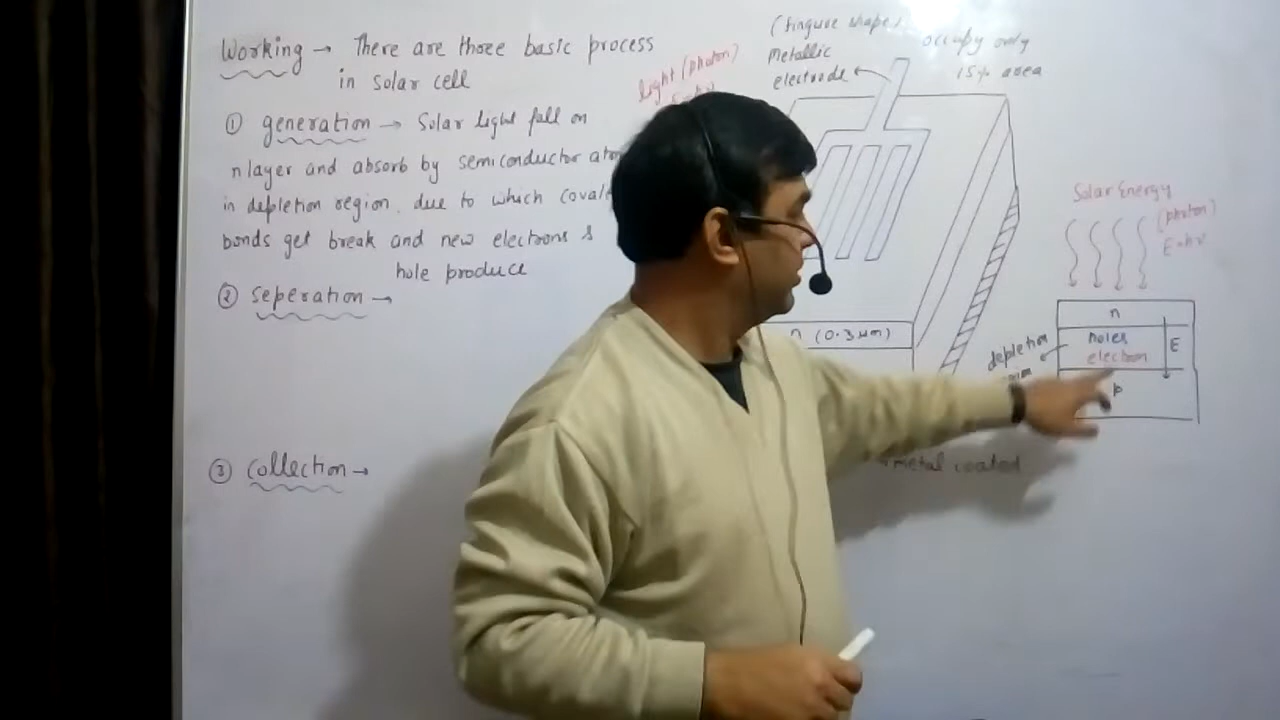 Working → There are three basic process
in solar cell
① generation → Solar light fall on
n layer and absorb by semiconductor
in depletion region. due to which
bonds get break and new electrons &
hole produce
② seperation →
③ collection →
light (photon)
(finguure shape)
Metallic
electrode
occupy only
15% area
n (0.3 μm)
metal coated
Solar Energy
(photon)
E=hν
n
holes
electron
E
p
depletion